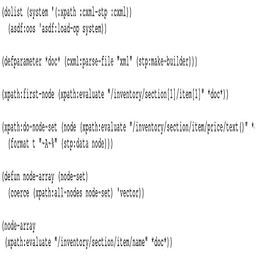 (dolist (system '(:xpath :cxml-stp :cxml))
(asdf:oos 'asdf:load-op system))
(defparameter *doc* (cxml:parse-file "xml" (stp:make-builder)))
(xpath:first-node (xpath:evaluate "/inventory/section[1]/item[1]" *doc*))
(xpath:do-node-set (node (xpath:evaluate "/inventory/section/item/price/text()" *
(format t "~A~%" (stp:data node)))
(defun node-array (node-set)
(coerce (xpath:all-nodes node-set) 'vector))
(node-array
(xpath:evaluate "/inventory/section/item/name" *doc*))